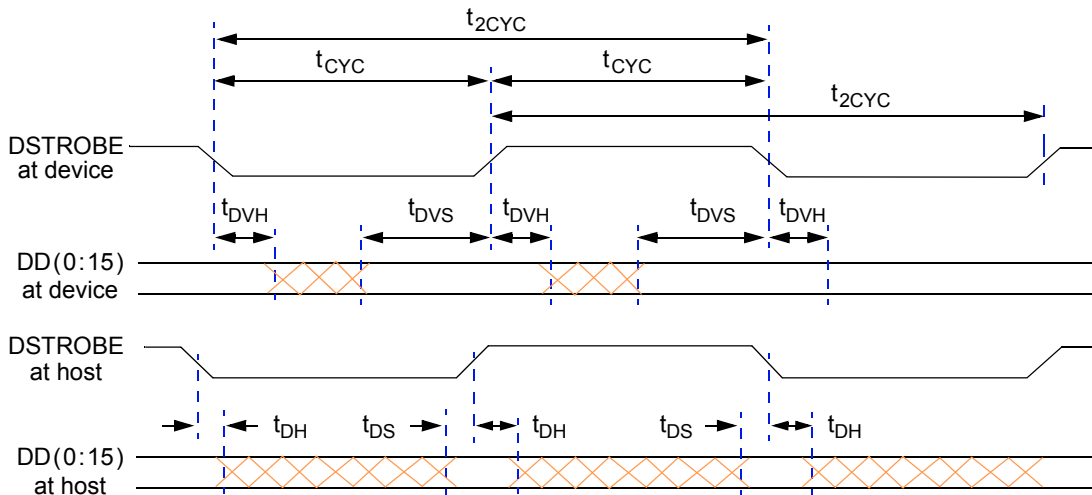 t2CYC
tCYC tCYC
t2CYC
DSTROBE
at device
tDVH tDVS tDVH tDVS tDVH
DD(0:15)
at device
DSTROBE
at host
tDH tDS tDH tDS tDH
DD(0:15)
at host